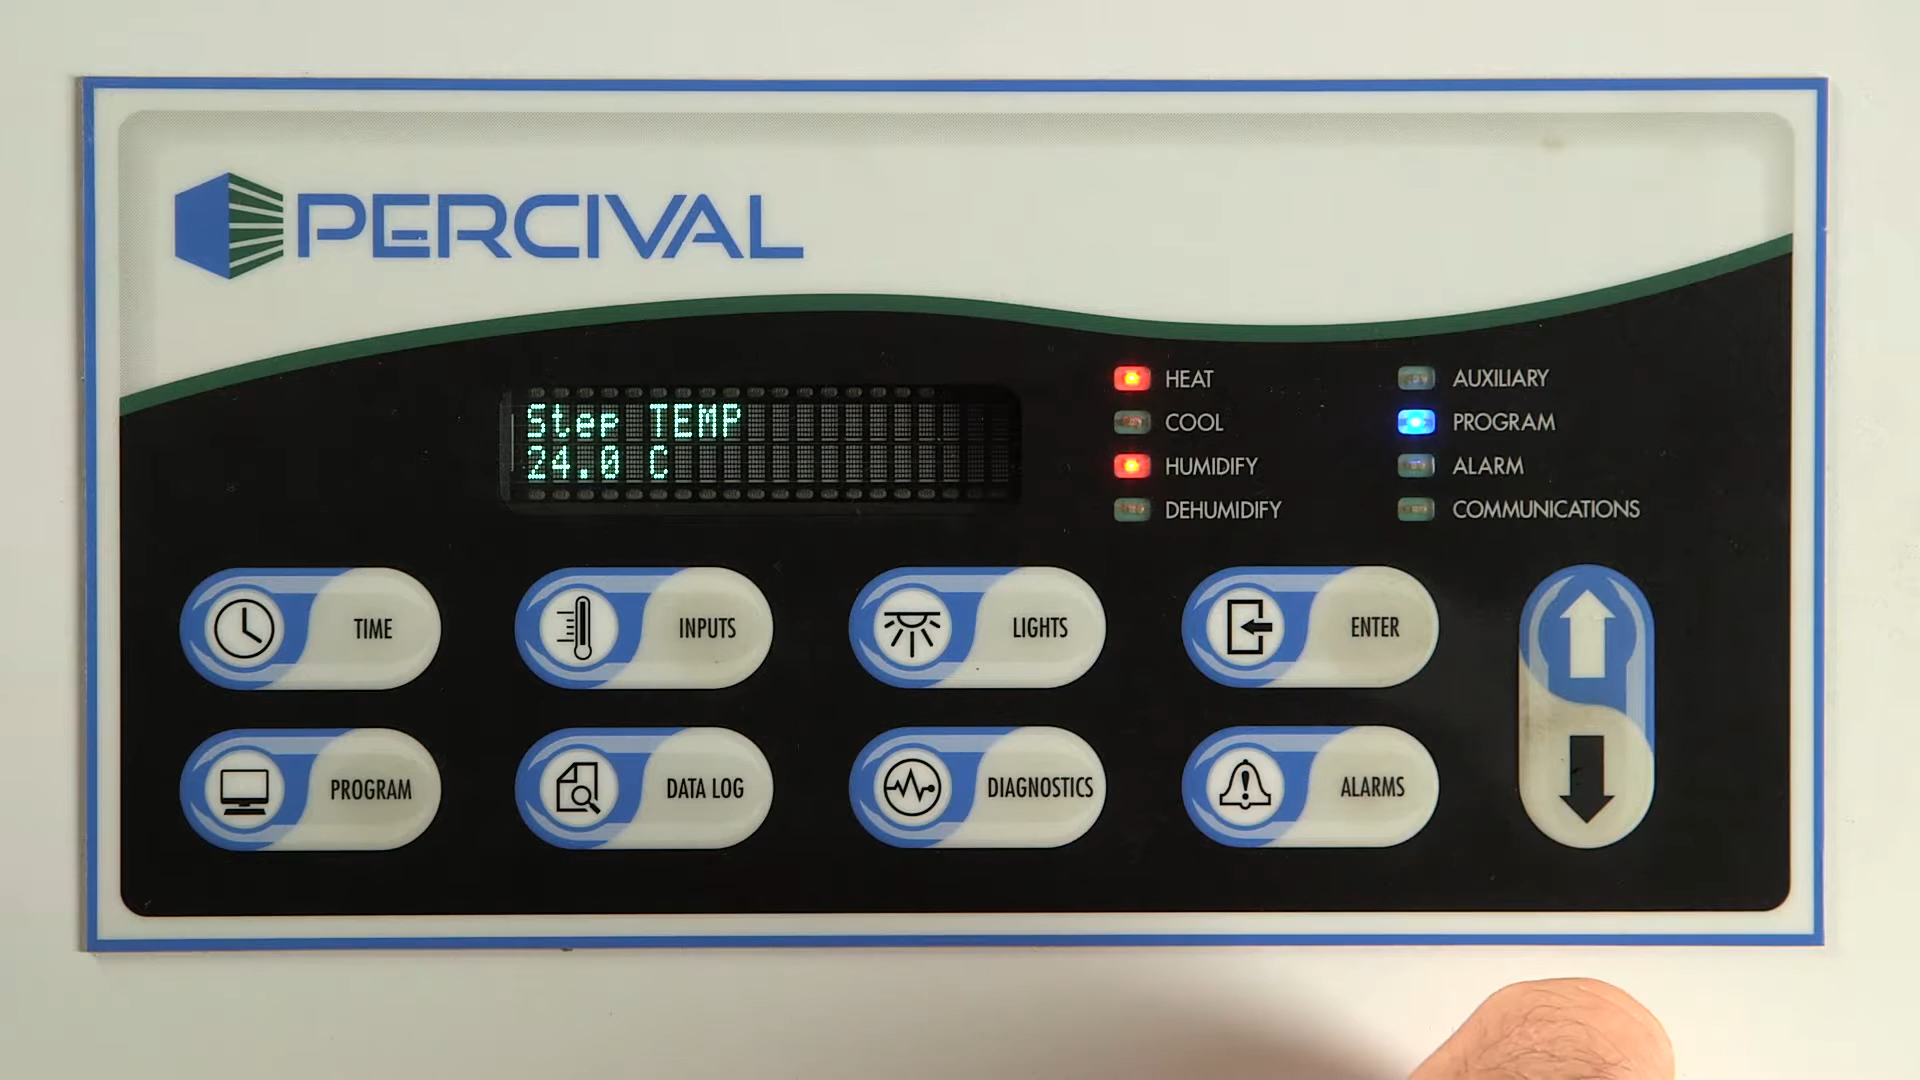 PERCIVAL
Step TEMP
24.0 C
HEAT
COOL
HUMIDIFY
DEHUMIDIFY
AUXILIARY
PROGRAM
ALARM
COMMUNICATIONS
TIME
INPUTS
LIGHTS
ENTER
PROGRAM
DATA LOG
DIAGNOSTICS
ALARMS